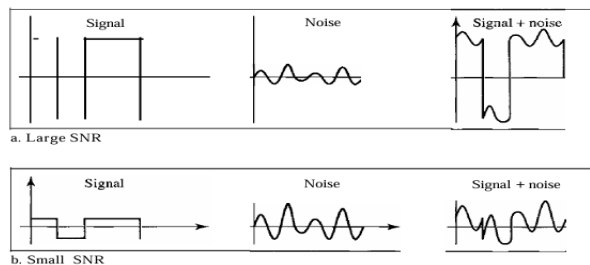 Signal
Noise
Signal + noise
a. Large SNR
Signal
Noise
Signal + noise
b. Small SNR